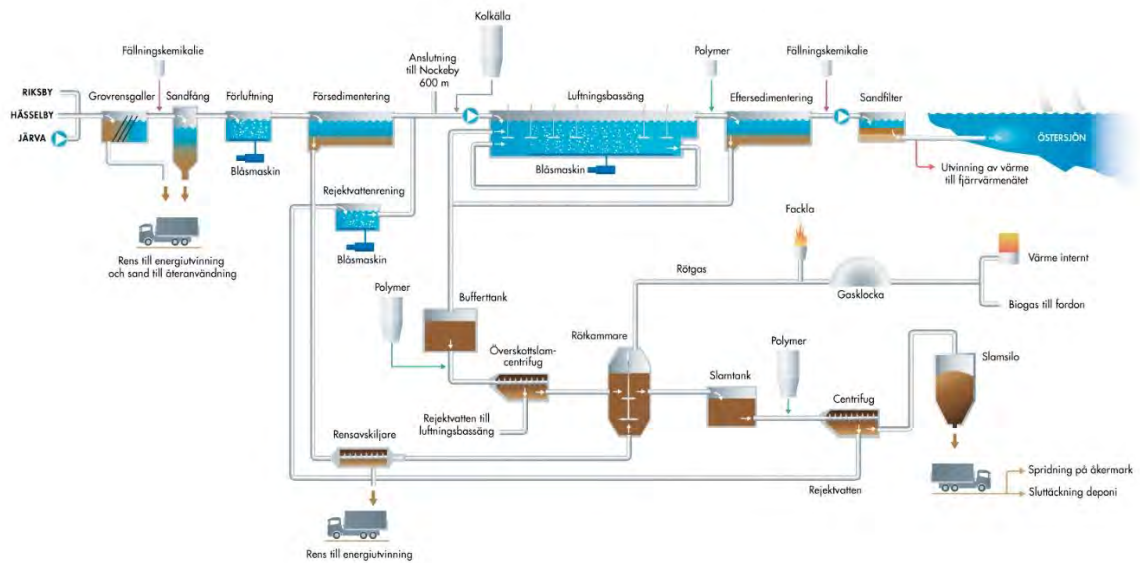 Kolkälla
Fällningskemikalie
Anslutning
till Nockeby
600 m
Polymer
Fällningskemikalie
RIKSBY
HÄSSELBY
JÄRVA
Grovrensgaller
Sandfång
Förluftning
Försedimentering
Luftningsbassäng
Eftersedimentering
Sandfilter
ÖSTERSJÖN
Blåsmaskin
Blåsmaskin
Utvinning av värme
till fjärrvärmenätet
Rejektvattenrening
Blåsmaskin
Rens till energiutvinning
och sand till återanvändning
Fackla
Rötgas
Gasklocka
Värme internt
Biogas till fordon
Polymer
Bufferttank
Överskottslam-
centrifug
Rötkammare
Polymer
Slamtank
Centrifug
Slamsilo
Rejektvatten till
luftningsbassäng
Rensavskiljare
Rejektvatten
Spridning på åkermark
Sluttäckning deponi
Rens till energiutvinning